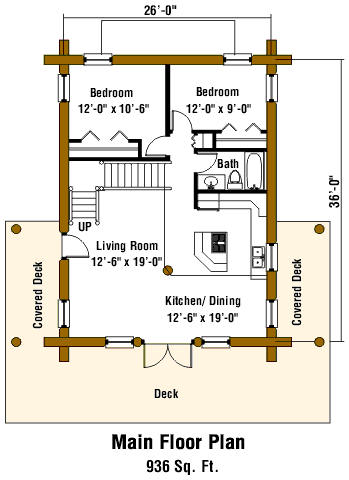 26'-0"
Bedroom
12'-0" x 10'-6"
Bedroom
12'-0" x 9'-0"
Bath
36'-0"
UP
Living Room
12'-6" x 19'-0"
Covered Deck
Covered Deck
Kitchen/ Dining
12'-6" x 19'-0"
Deck
Main Floor Plan
936 Sq. Ft.